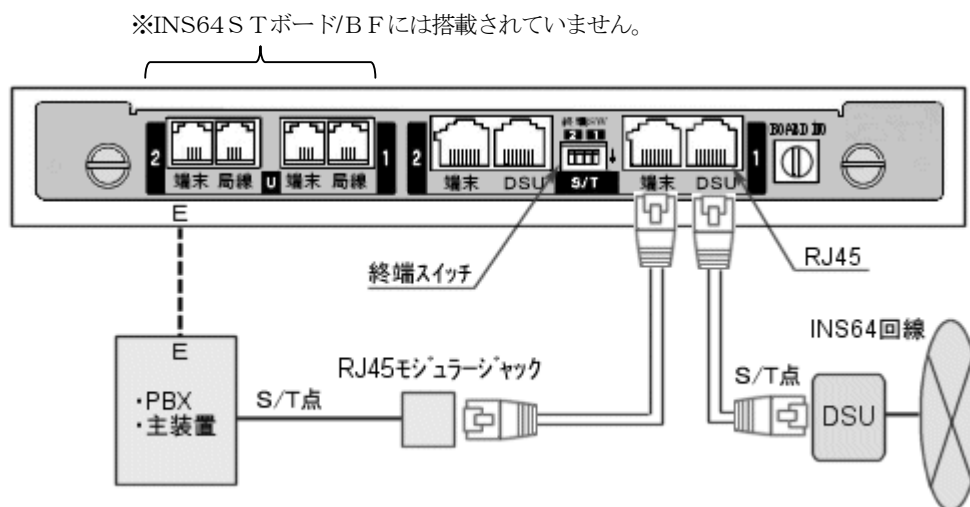 ※INS64ＳＴボード/ＢＦには搭載されていません。
終端SW
2 1
BOARD NO
2 1 2 1
端末 局線 U 端末 局線
端末 DSU S/T 端末 DSU
E
終端スイッチ
RJ45
INS64回線
E
RJ45モジュラージャック
S/T点
S/T点
・PBX
・主装置
DSU